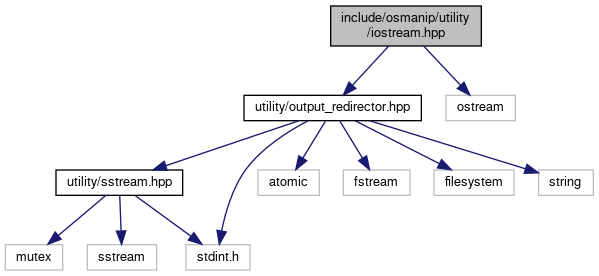 include/osmanip/utility
/iostream.hpp
utility/output_redirector.hpp
ostream
utility/sstream.hpp
atomic
fstream
filesystem
string
mutex
sstream
stdint.h